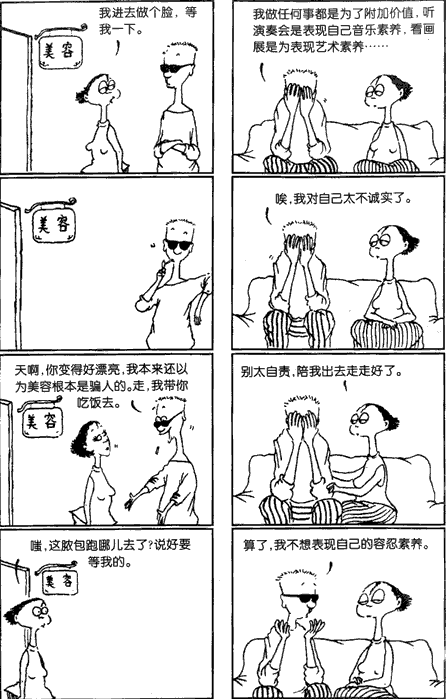 我进去做个脸，等
我一下。
美容
美容
天啊，你变得好漂亮，我本来还以
为美容根本是骗人的。走，我带你
吃饭去。
美容
嗤，这脓包跑哪儿去了？说好要
等我的。
美容
我做任何事都是为了附加价值，听
演奏会是表现自己音乐素养，看画
展是为表现艺术素养……
唉，我对自己太不诚实了。
别太自责，陪我出去走走好了。
算了，我不想表现自己的容忍素养。